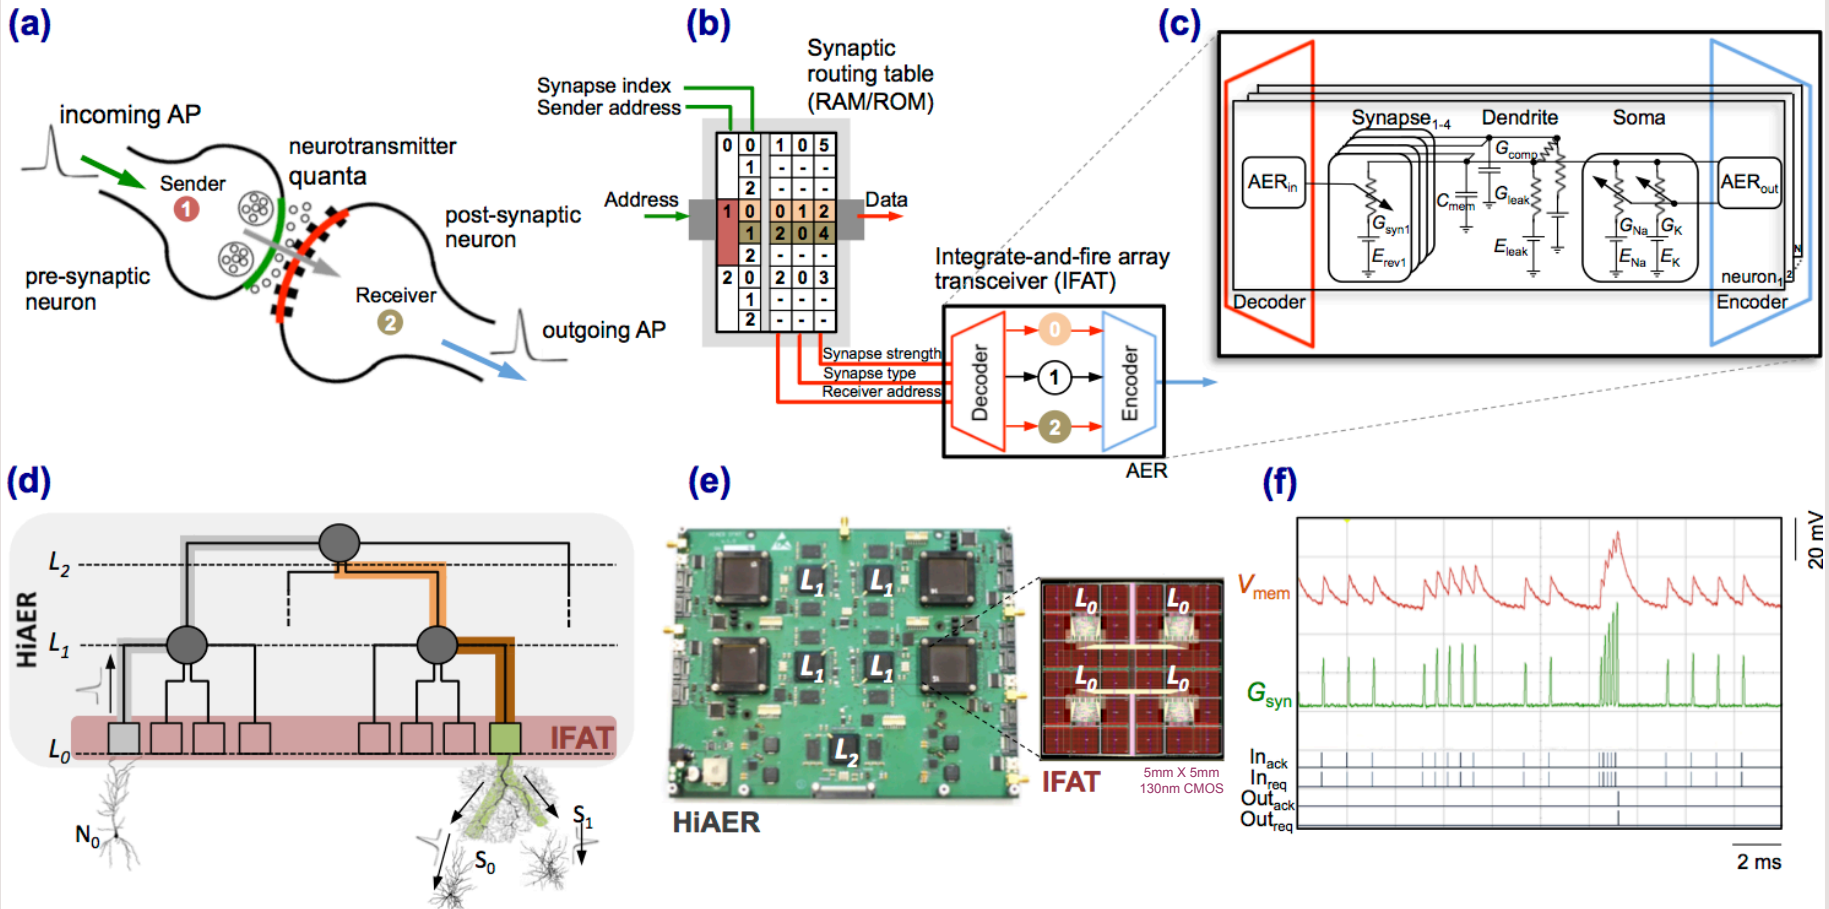 (a)
incoming AP
Sender
1
neurotransmitter
quanta
pre-synaptic
neuron
Receiver
2
post-synaptic
neuron
outgoing AP
(b)
Synaptic
routing table
(RAM/ROM)
Synapse index
Sender address
Address
Data
0 0 1 0 5
1 - - -
2 - - -
1 0 0 1 2
1 2 0 4
2 - - -
2 0 2 0 3
1 - - -
2 - - -
Synapse strength
Synapse type
Receiver address
Integrate-and-fire array
transceiver (IFAT)
Decoder
0
1
2
Encoder
AER
(c)
Synapse1-4
Dendrite
Soma
AERin
Gsyn1
Erev1
Cmem
Gcomp
Gleak
Eleak
GNa
GK
ENa
EK
AERout
N
neuron1 2
Decoder
Encoder
(d)
HiAER
L2
L1
L0
IFAT
N0
S0
S1
(e)
L1
L1
L1
L1
L2
L0
L0
L0
L0
HiAER
IFAT
5mm X 5mm
130nm CMOS
(f)
20 mV
Vmem
Gsyn
Inack
Inreq
Outack
Outreq
2 ms